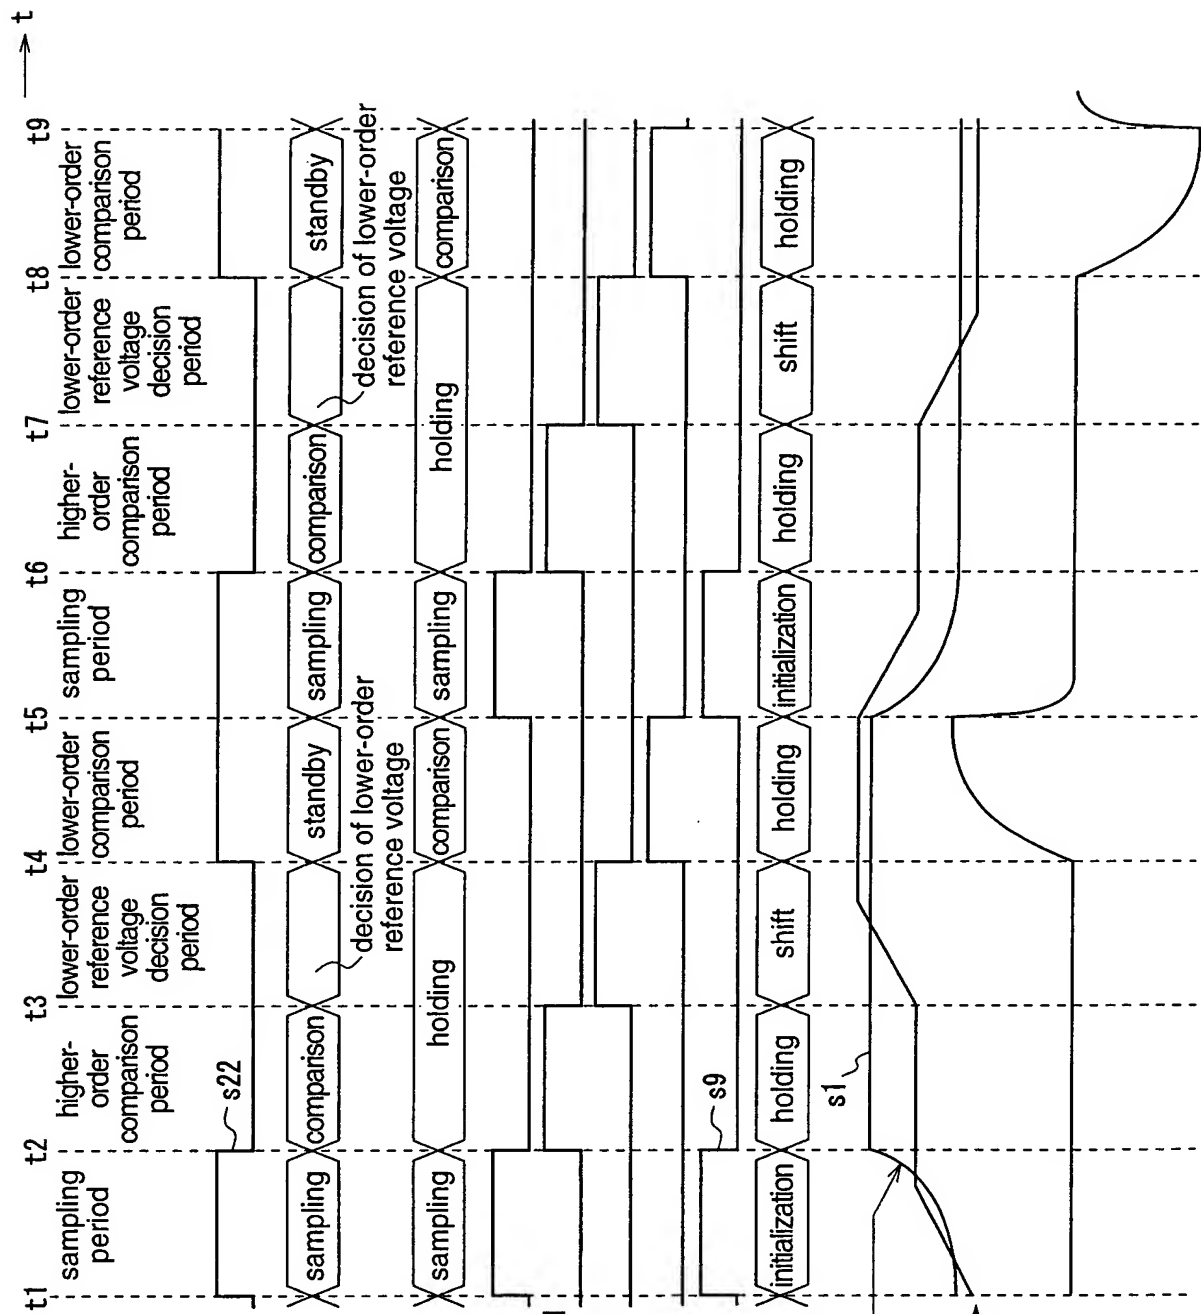 t
t1
t2
t3
t4
t5
t6
t7
t8
t9
sampling
period
higher-
order
comparison
period
lower-order
reference
voltage
decision
period
lower-order
comparison
period
sampling
period
higher-
order
comparison
period
lower-order
reference
voltage
decision
period
lower-order
comparison
period
s22
sampling
comparison
standby
sampling
comparison
standby
decision of lower-order
reference voltage
decision of lower-order
reference voltage
sampling
holding
comparison
sampling
holding
comparison
s9
initialization
holding
shift
holding
initialization
holding
shift
holding
s1